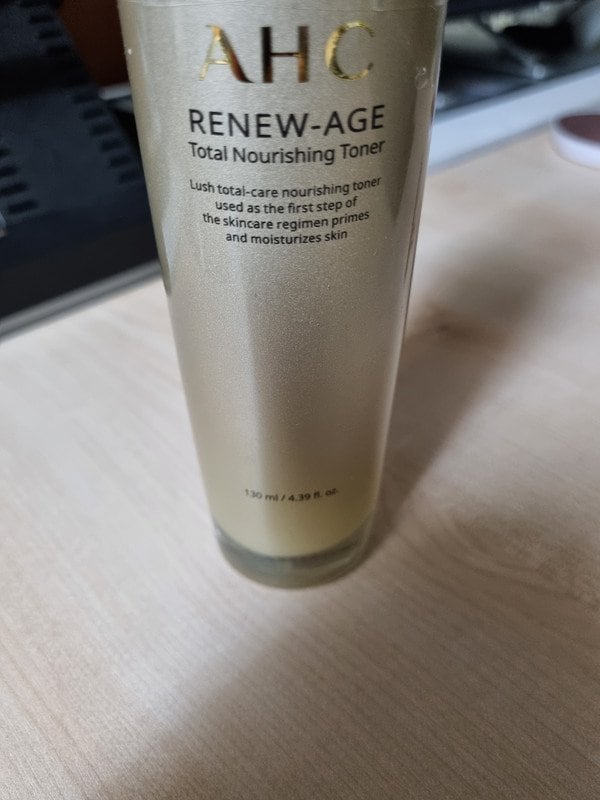 AHC
RENEW-AGE
Total Nourishing Toner
Lush total-care nourishing toner
used as the first step of
the skincare regimen primes
and moisturizes skin
130 ml / 4.39 fl. oz.